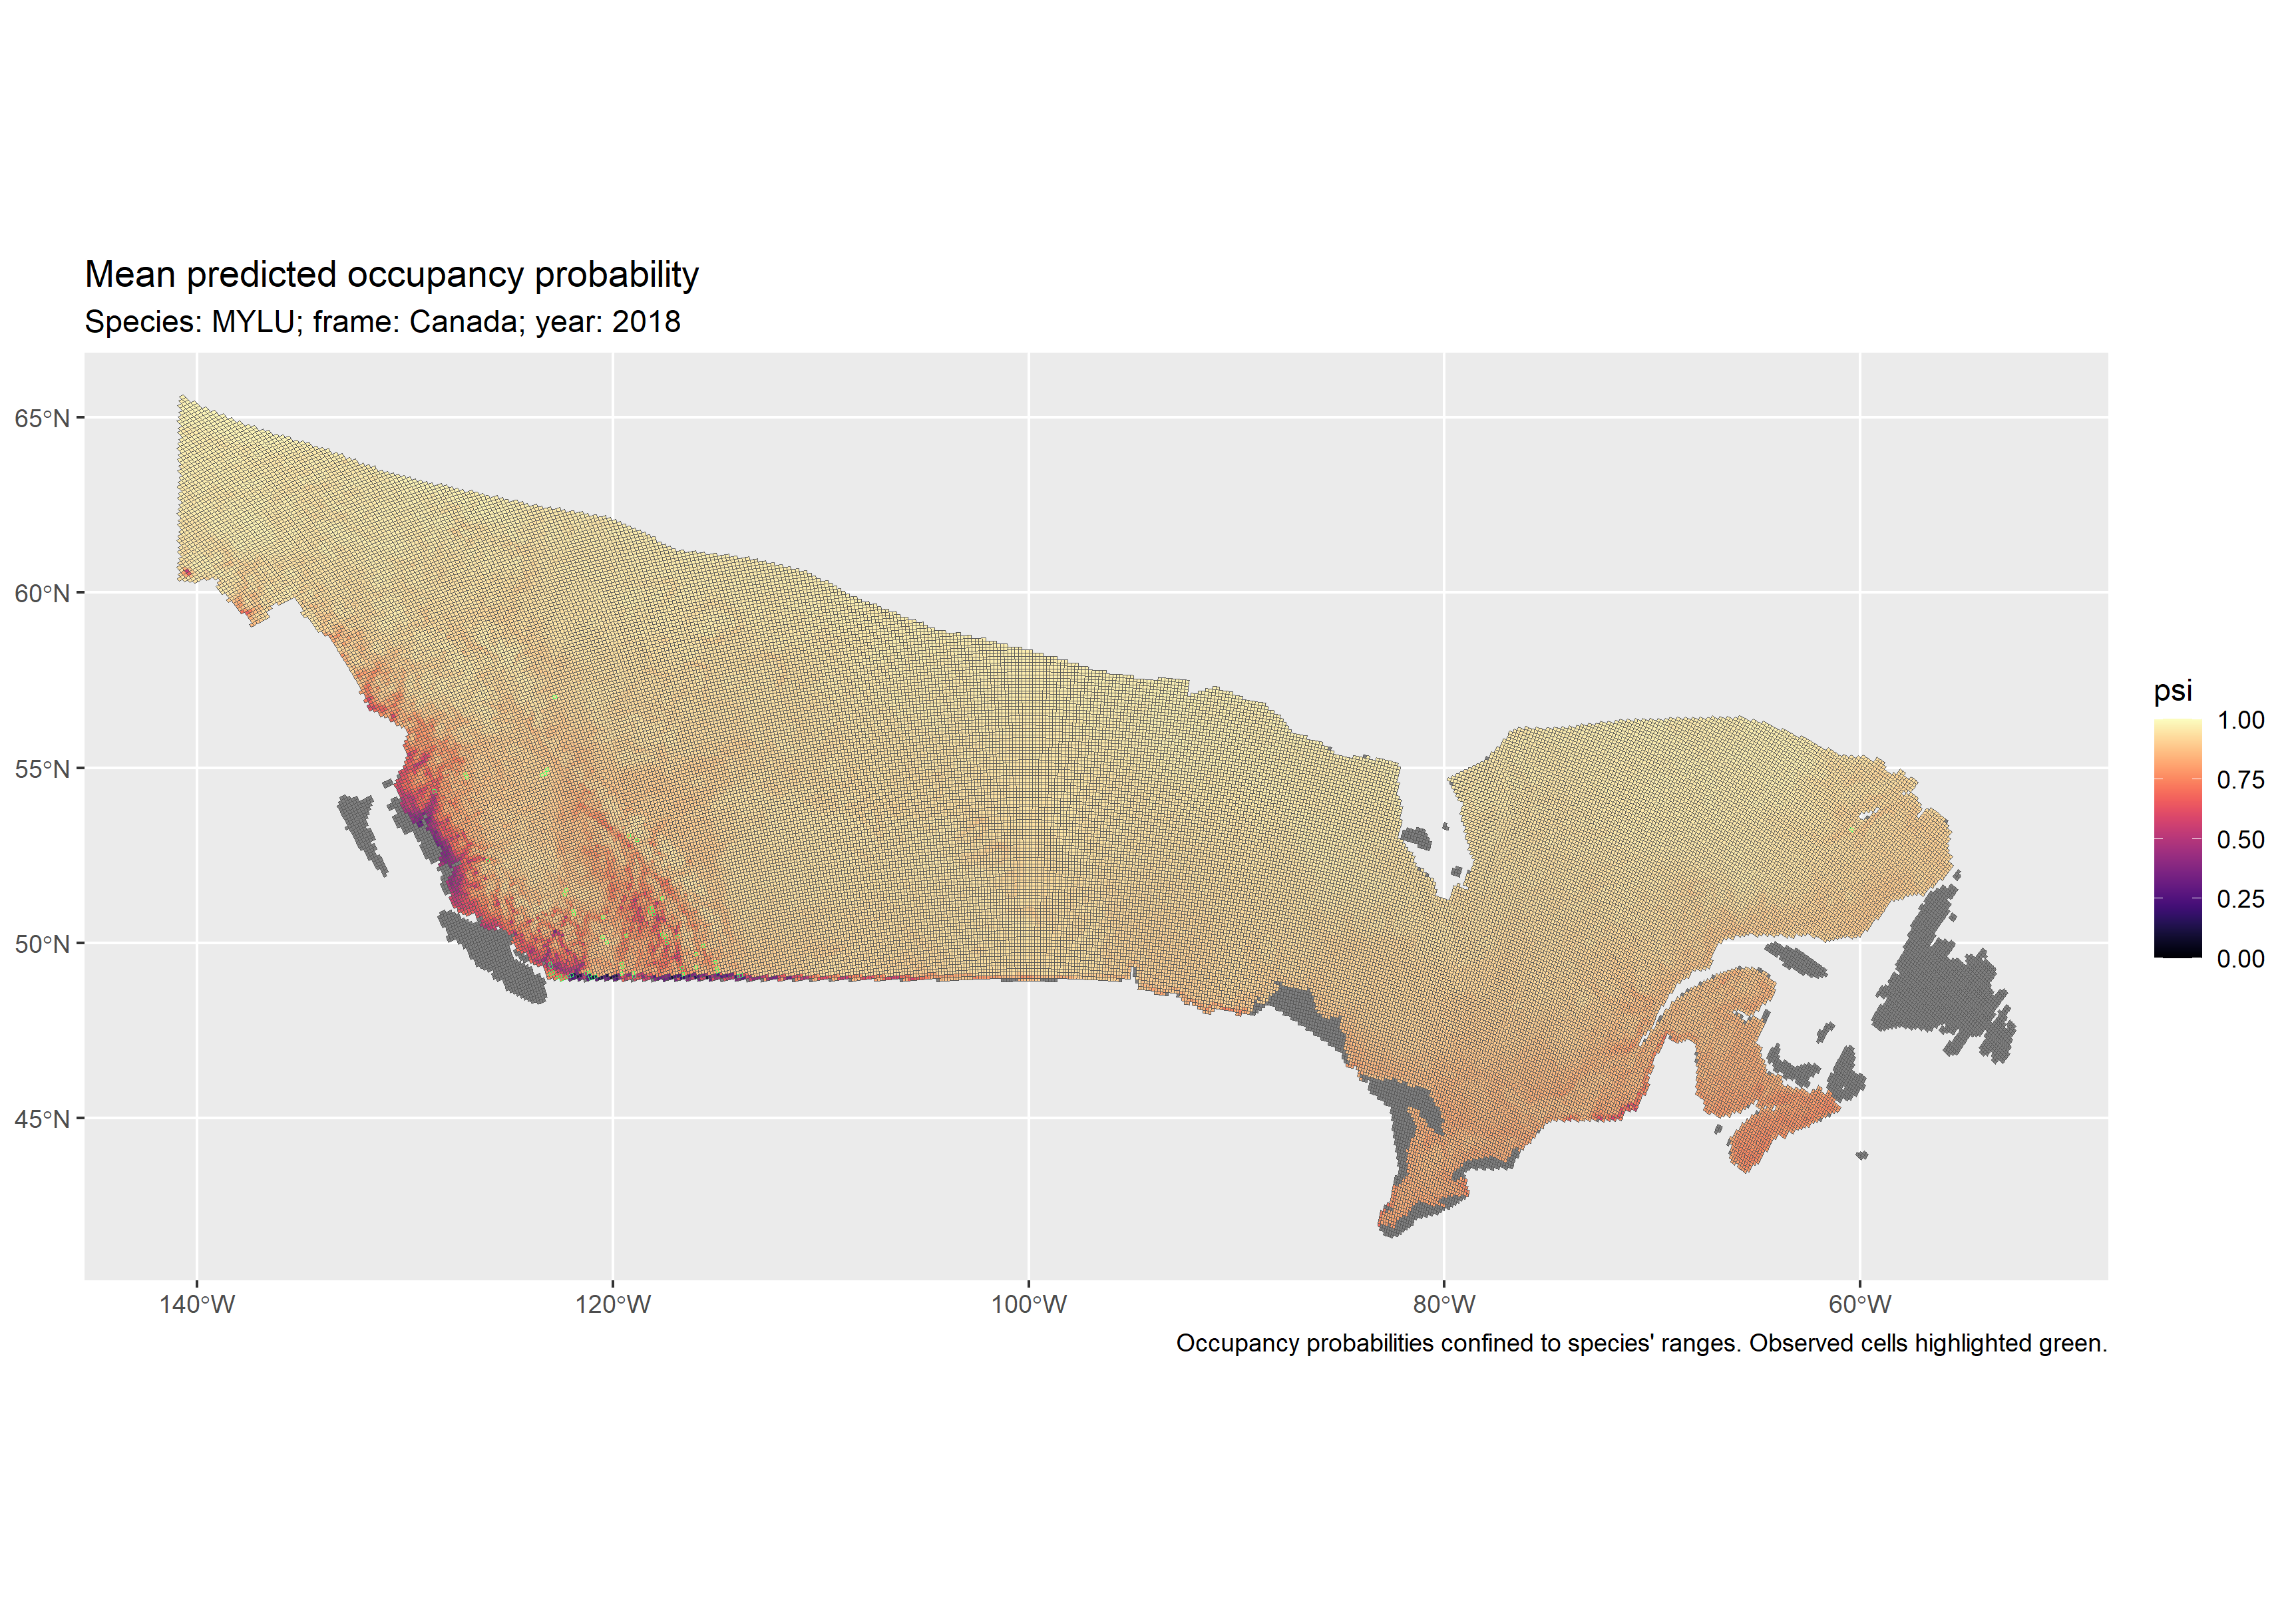 Mean predicted occupancy probability
Species: MYLU; frame: Canada; year: 2018
65°N
60°N
55°N
50°N
45°N
140°W
120°W
100°W
80°W
60°W
psi
1.00
0.75
0.50
0.25
0.00
Occupancy probabilities confined to species' ranges. Observed cells highlighted green.